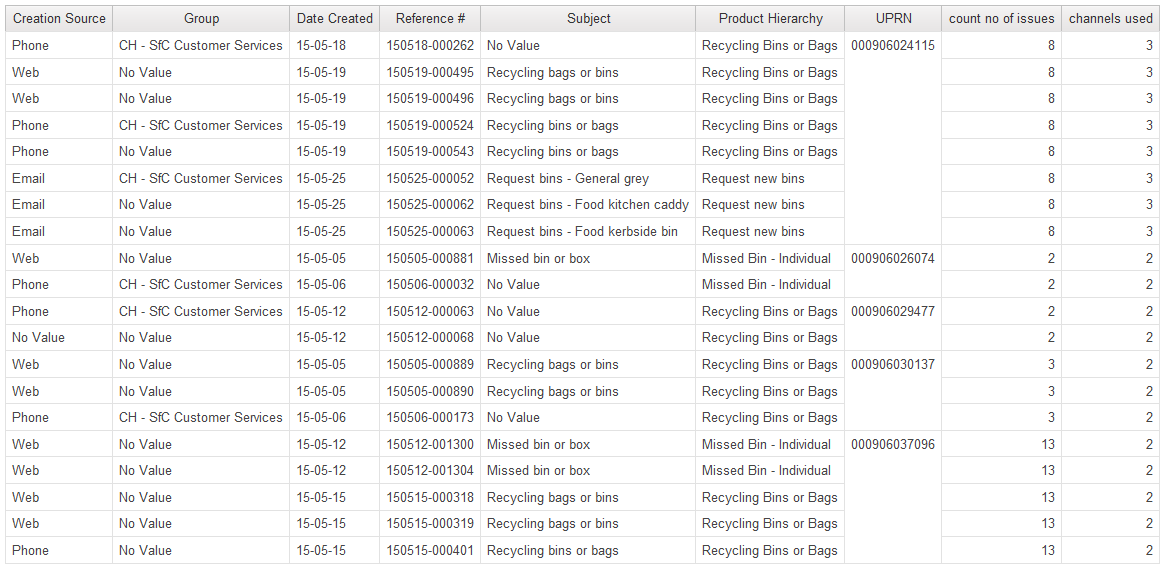 Creation Source Group Date Created Reference # Subject Product Hierarchy UPRN count no of issues channels used
Phone CH - SfC Customer Services 15-05-18 150518-000262 No Value Recycling Bins or Bags 000906024115 8 3
Web No Value 15-05-19 150519-000495 Recycling bags or bins Recycling Bins or Bags 8 3
Web No Value 15-05-19 150519-000496 Recycling bags or bins Recycling Bins or Bags 8 3
Phone CH - SfC Customer Services 15-05-19 150519-000524 Recycling bins or bags Recycling Bins or Bags 8 3
Phone No Value 15-05-19 150519-000543 Recycling bins or bags Recycling Bins or Bags 8 3
Email CH - SfC Customer Services 15-05-25 150525-000052 Request bins - General grey Request new bins 8 3
Email No Value 15-05-25 150525-000062 Request bins - Food kitchen caddy Request new bins 8 3
Email No Value 15-05-25 150525-000063 Request bins - Food kerbside bin Request new bins 8 3
Web No Value 15-05-05 150505-000881 Missed bin or box Missed Bin - Individual 000906026074 2 2
Phone CH - SfC Customer Services 15-05-06 150506-000032 No Value Missed Bin - Individual 2 2
Phone CH - SfC Customer Services 15-05-12 150512-000063 No Value Recycling Bins or Bags 000906029477 2 2
No Value No Value 15-05-12 150512-000068 No Value Recycling Bins or Bags 2 2
Web No Value 15-05-05 150505-000889 Recycling bags or bins Recycling Bins or Bags 000906030137 3 2
Web No Value 15-05-05 150505-000890 Recycling bags or bins Recycling Bins or Bags 3 2
Phone CH - SfC Customer Services 15-05-06 150506-000173 No Value Recycling Bins or Bags 3 2
Web No Value 15-05-12 150512-001300 Missed bin or box Missed Bin - Individual 000906037096 13 2
Web No Value 15-05-12 150512-001304 Missed bin or box Missed Bin - Individual 13 2
Web No Value 15-05-15 150515-000318 Recycling bags or bins Recycling Bins or Bags 13 2
Web No Value 15-05-15 150515-000319 Recycling bags or bins Recycling Bins or Bags 13 2
Phone No Value 15-05-15 150515-000401 Recycling bins or bags Recycling Bins or Bags 13 2